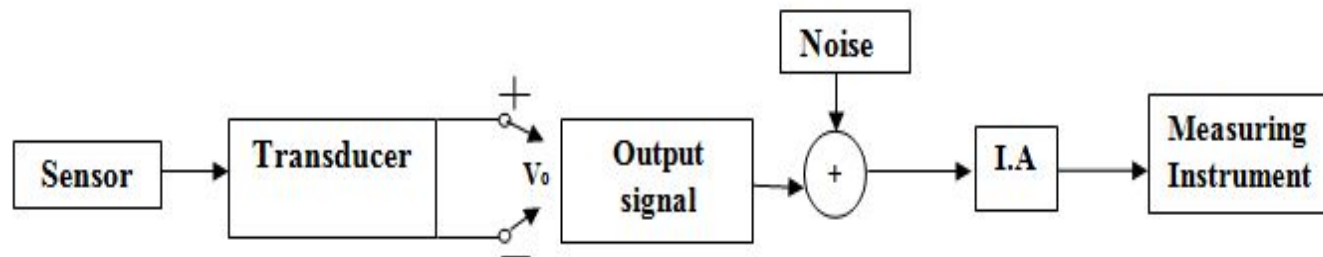 Sensor
Transducer
+
V₀
−
Output
signal
Noise
+
I.A
Measuring
Instrument